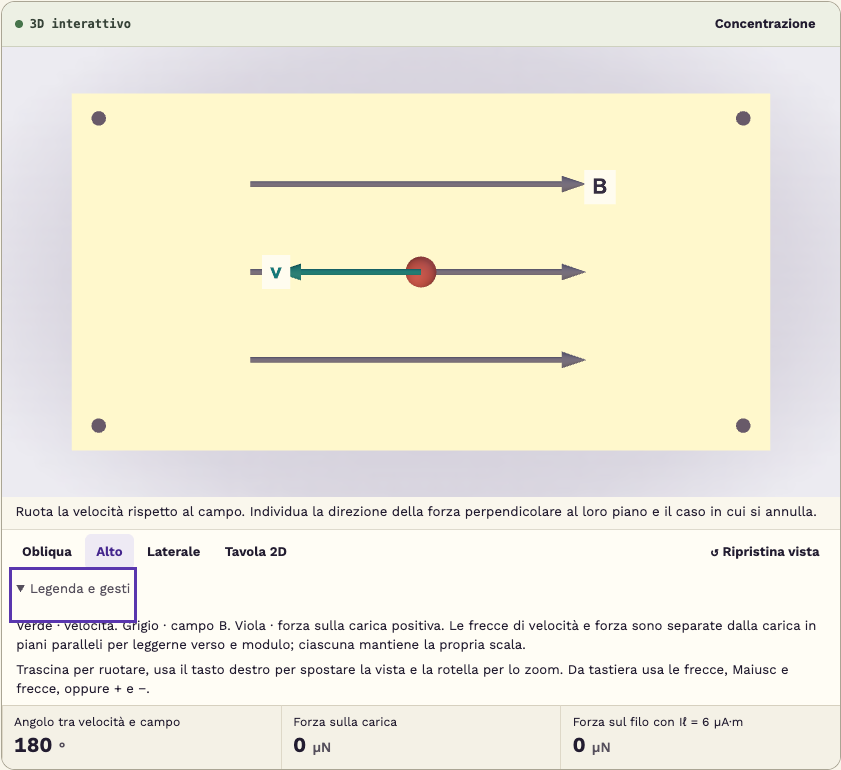 3D interattivo
Concentrazione
B
v
Ruota la velocità rispetto al campo. Individua la direzione della forza perpendicolare al loro piano e il caso in cui si annulla.
Obliqua Alto Laterale Tavola 2D
↺ Ripristina vista
▼ Legenda e gesti
Verde · velocità. Grigio · campo B. Viola · forza sulla carica positiva. Le frecce di velocità e forza sono separate dalla carica in
piani paralleli per leggerne verso e modulo; ciascuna mantiene la propria scala.
Trascina per ruotare, usa il tasto destro per spostare la vista e la rotella per lo zoom. Da tastiera usa le frecce, Maiusc e
frecce, oppure + e −.
Angolo tra velocità e campo
180 °
Forza sulla carica
0 μN
Forza sul filo con Iℓ = 6 μA·m
0 μN